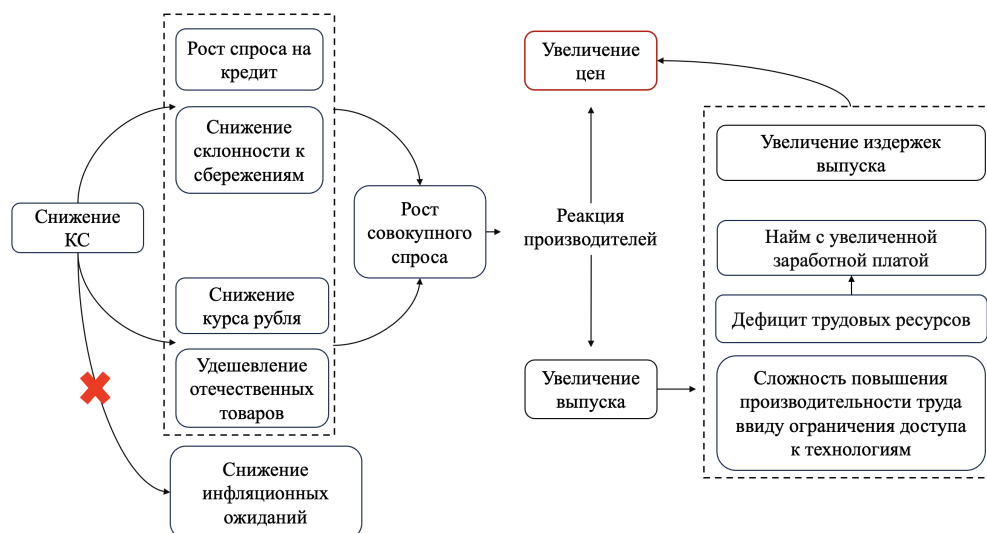 Рост спроса на
кредит
Снижение
склонности к
сбережениям
Снижение
КС
Снижение
курса рубля
Удешевление
отечественных
товаров
Снижение
инфляционных
ожиданий
Рост
совокупного
спроса
Увеличение
цен
Реакция
производителей
Увеличение
выпуска
Увеличение издержек
выпуска
Найм с увеличенной
заработной платой
Дефицит трудовых ресурсов
Сложность повышения
производительности труда
ввиду ограничения доступа
к технологиям